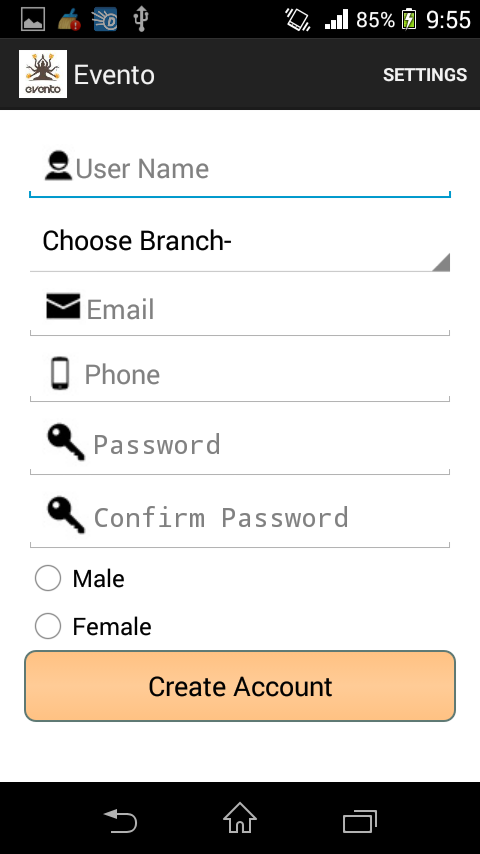 85% 9:55
evento Evento SETTINGS
User Name
Choose Branch-
Email
Phone
Password
Confirm Password
Male
Female
Create Account